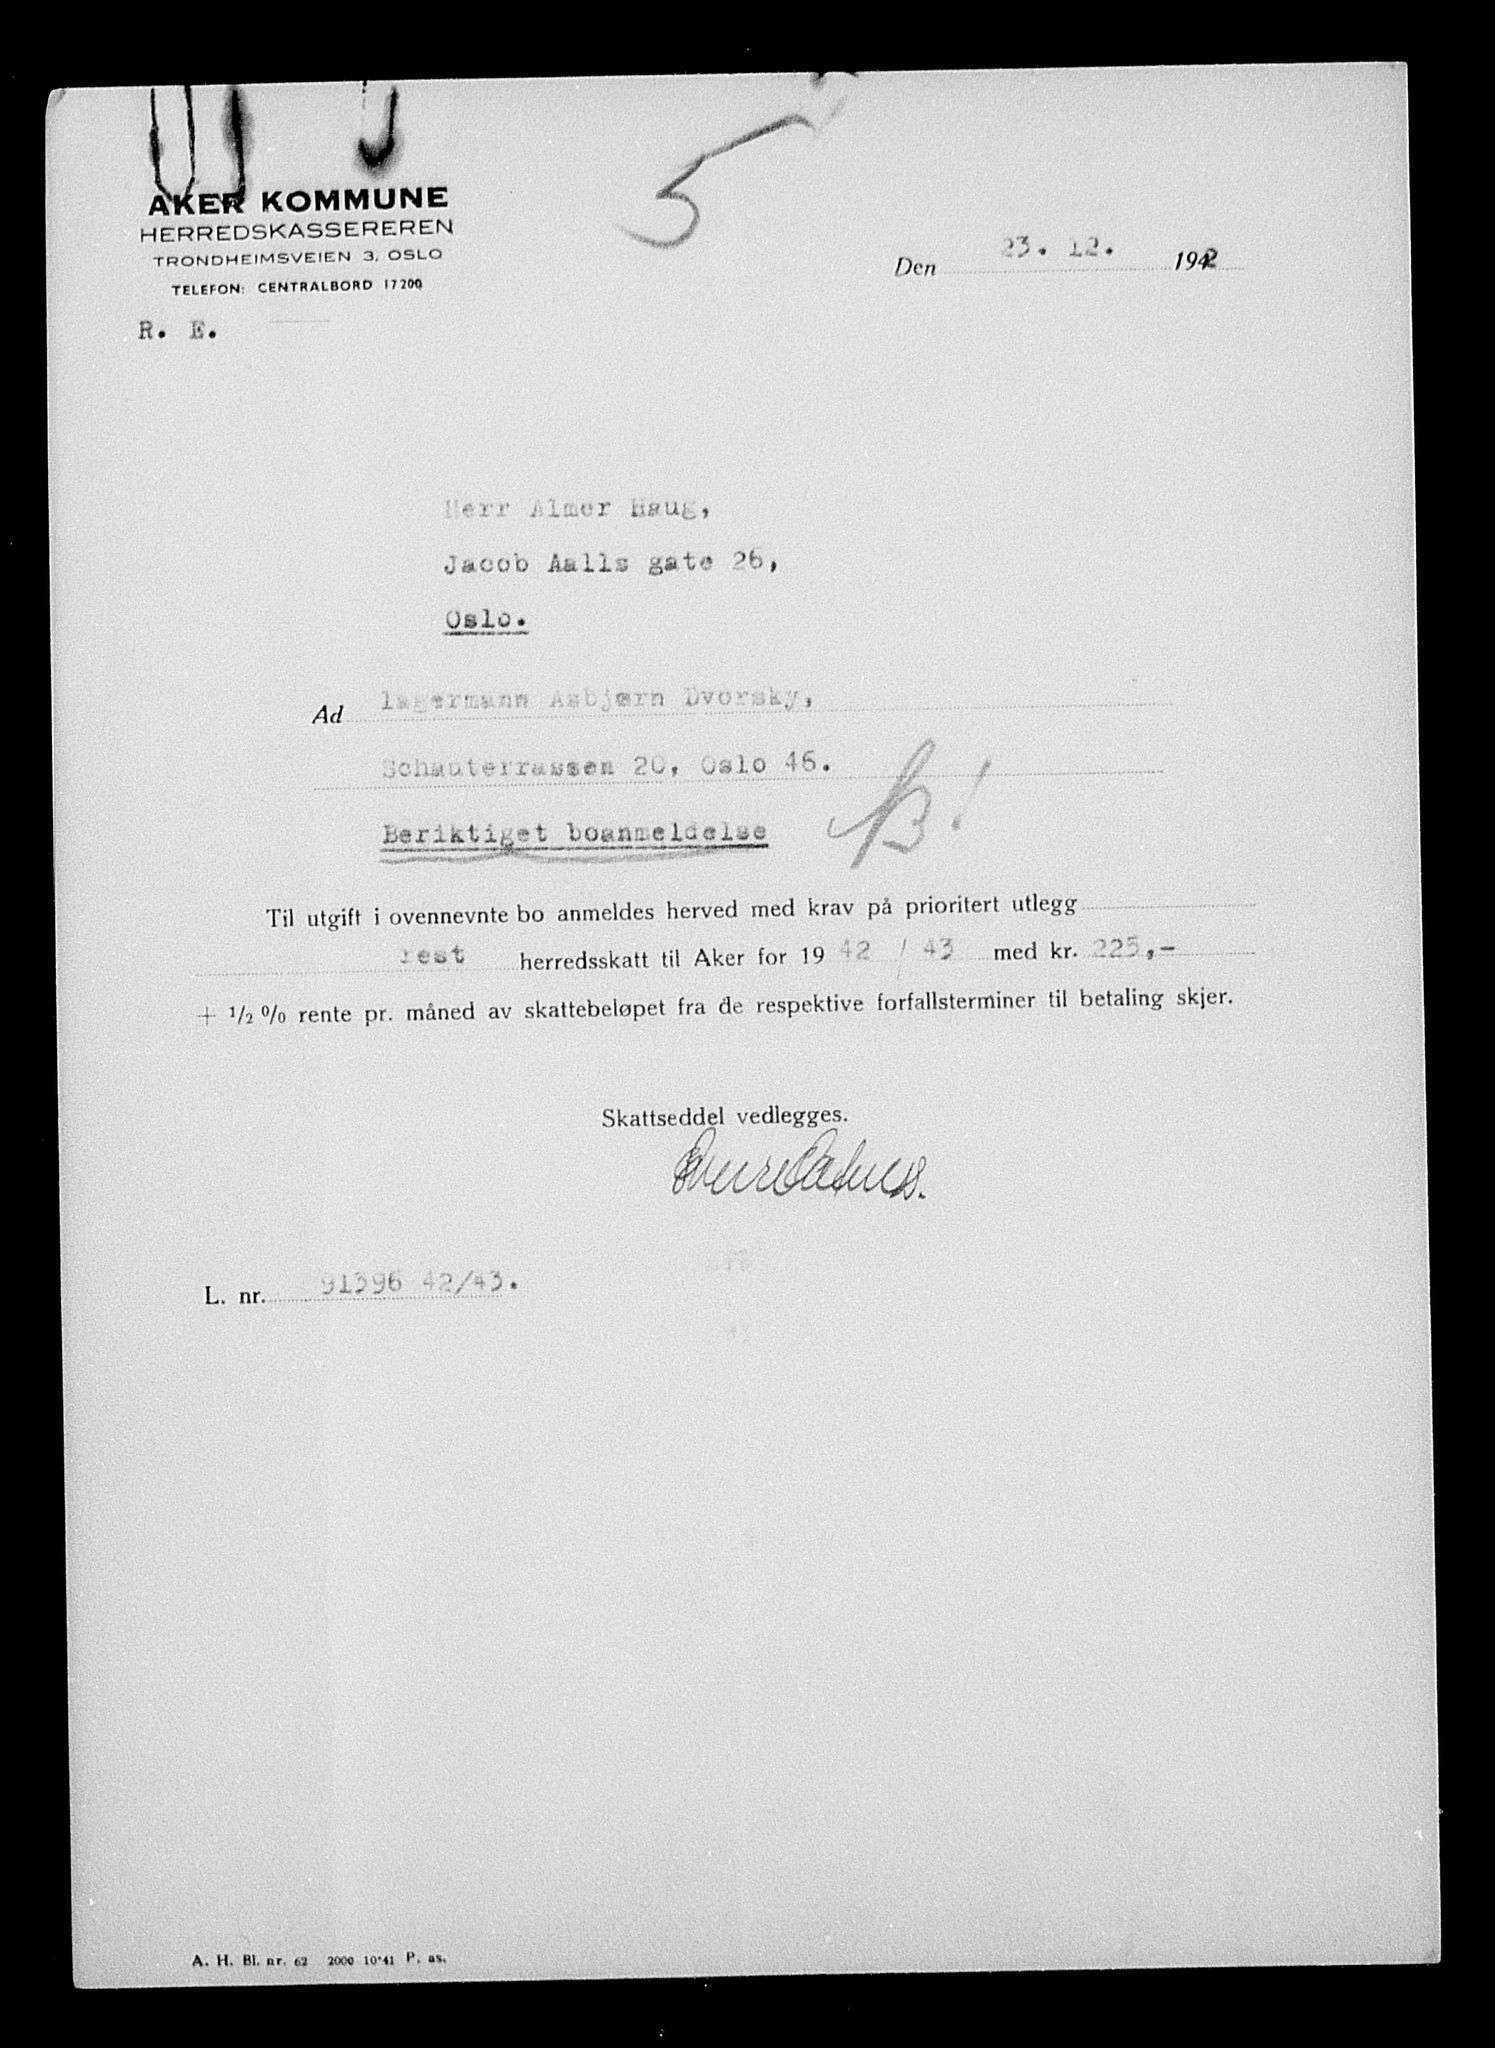 5
AKER KOMMUNE
HERREDSKASSEREREN
TRONDHEIMSVEIEN 3, OSLO
TELEFON: CENTRALBORD 17200
Den 23. 12. 1942
R. E.
Herr Almer Haug,
Jacob Aalls gate 26,
Oslo.
Ad lagermann Asbjørn Dvorsky,
Schauterrassen 20, Oslo 46.
Beriktiget boanmeldelse
Til utgift i ovennevnte bo anmeldes herved med krav på prioritert utlegg
rest herredsskatt til Aker for 19 42 / 43 med kr. 225,-
+ 1/2 % rente pr. måned av skattebeløpet fra de respektive forfallsterminer til betaling skjer.
Skattseddel vedlegges.
L. nr. 91396 42/43.
A. H. Bl. nr. 62 2000 10-41 P. as.